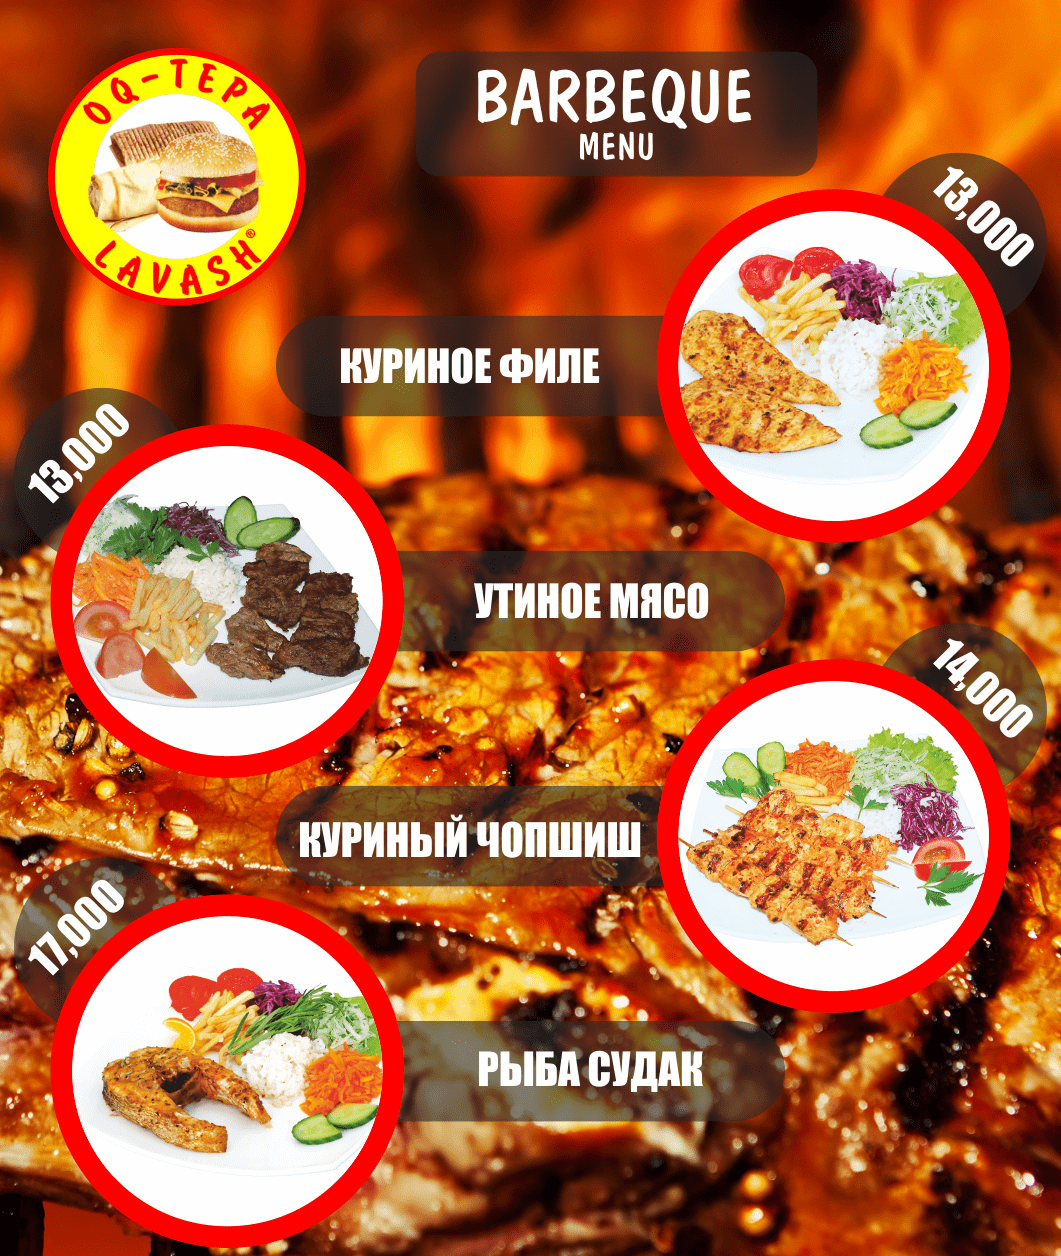 OQ-TEPA
LAVASH®
BARBEQUE
MENU
13,000
КУРИНОЕ ФИЛЕ
13,000
УТИНОЕ МЯСО
14,000
КУРИНЫЙ ЧОПШИШ
17,000
РЫБА СУДАК